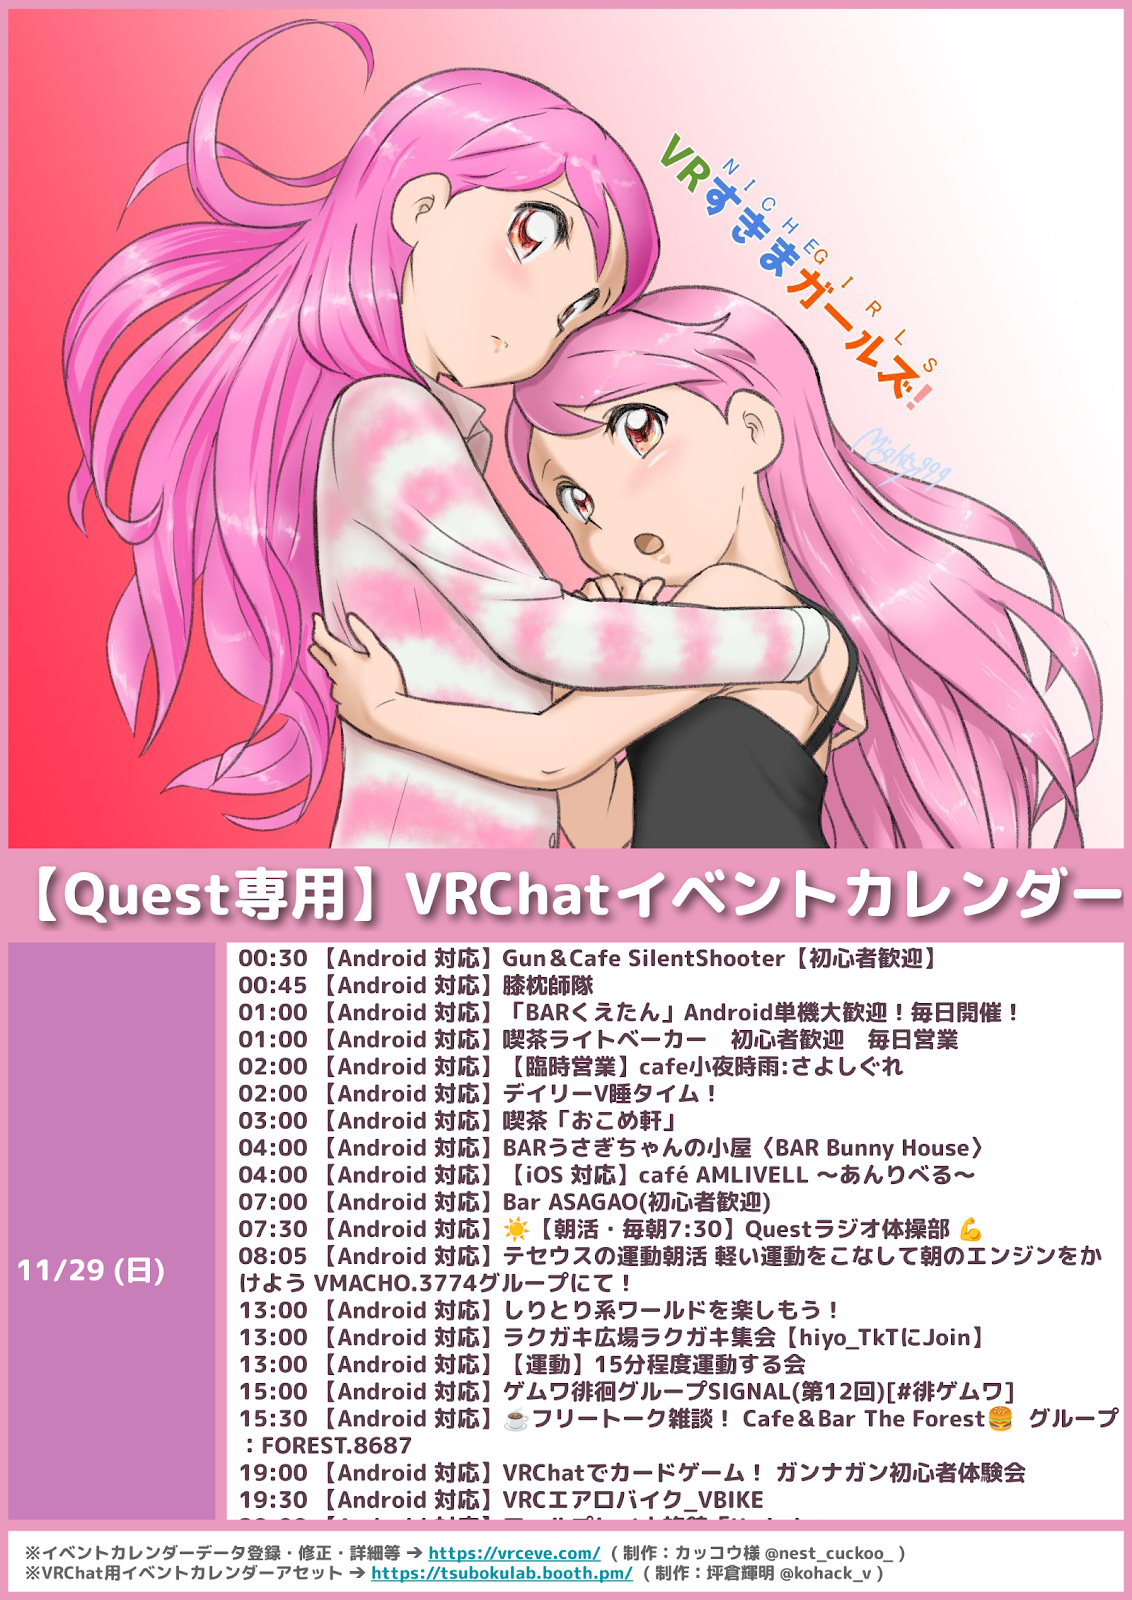 VRすきまガールズ!
NICHE GIRLS
Mighty999
【Quest専用】VRChatイベントカレンダー
11/29 (日)
00:30 【Android 対応】Gun＆Cafe SilentShooter【初心者歓迎】
00:45 【Android 対応】膝枕師隊
01:00 【Android 対応】「BARくえたん」Android単機大歓迎！毎日開催！
01:00 【Android 対応】喫茶ライトベーカー　初心者歓迎　毎日営業
02:00 【Android 対応】【臨時営業】cafe小夜時雨:さよしぐれ
02:00 【Android 対応】デイリーV睡タイム！
03:00 【Android 対応】喫茶「おこめ軒」
04:00 【Android 対応】BARうさぎちゃんの小屋〈BAR Bunny House〉
04:00 【Android 対応】【iOS 対応】café AMLIVELL 〜あんりべる〜
07:00 【Android 対応】Bar ASAGAO(初心者歓迎)
07:30 【Android 対応】☀️【朝活・毎朝7:30】Questラジオ体操部 💪
08:05 【Android 対応】テセウスの運動朝活 軽い運動をこなして朝のエンジンをか
けよう VMACHO.3774グループにて！
13:00 【Android 対応】しりとり系ワールドを楽しもう！
13:00 【Android 対応】ラクガキ広場ラクガキ集会【hiyo_TkTにJoin】
13:00 【Android 対応】【運動】15分程度運動する会
15:00 【Android 対応】ゲムワ徘徊グループSIGNAL(第12回)[#徘ゲムワ]
15:30 【Android 対応】☕フリートーク雑談！ Cafe＆Bar The Forest🍔 グループ
：FOREST.8687
19:00 【Android 対応】VRChatでカードゲーム！ ガンナガン初心者体験会
19:30 【Android 対応】VRCエアロバイク_VBIKE
※イベントカレンダーデータ登録・修正・詳細等 ➔ https://vrceve.com/ ( 制作：カッコウ様 @nest_cuckoo_ )
※VRChat用イベントカレンダーアセット ➔ https://tsubokulab.booth.pm/ ( 制作：坪倉輝明 @kohack_v )